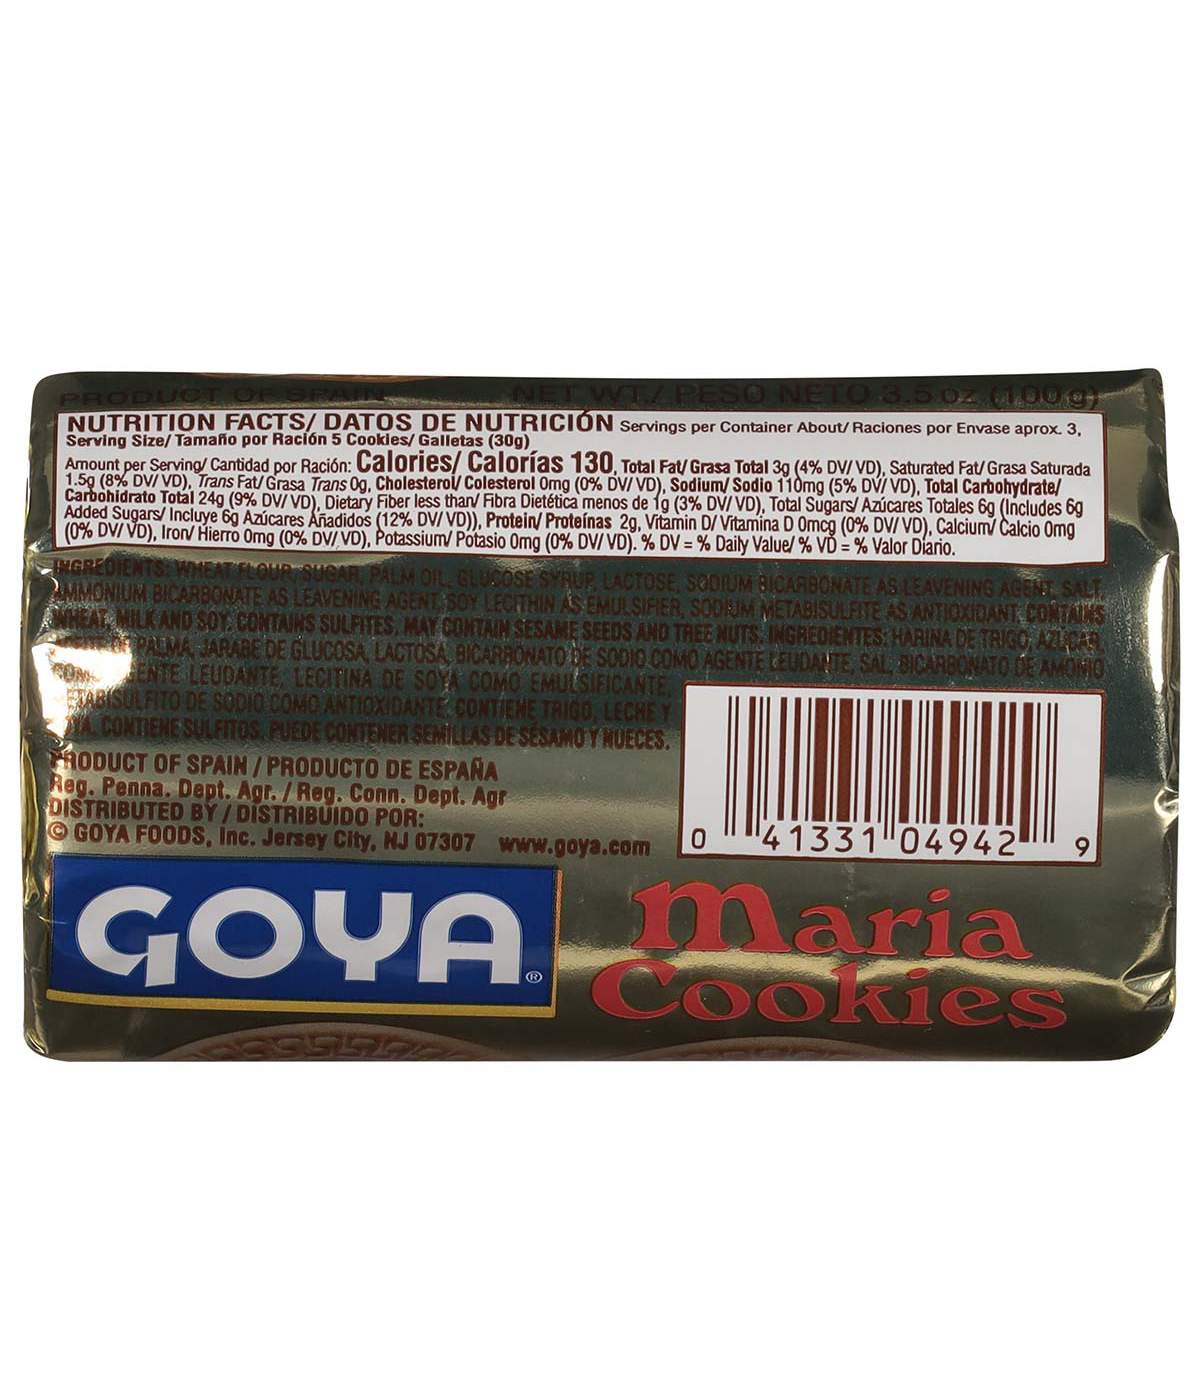 PRODUCT OF SPAIN NET WT./ PESO NETO 3.5 oz (100 g)
NUTRITION FACTS/ DATOS DE NUTRICIÓN Servings per Container About/ Raciones por Envase aprox. 3,
Serving Size/ Tamaño por Ración 5 Cookies/ Galletas (30g)
Amount per Serving/ Cantidad por Ración: Calories/ Calorías 130, Total Fat/ Grasa Total 3g (4% DV/ VD), Saturated Fat/ Grasa Saturada
1.5g (8% DV/ VD), Trans Fat/ Grasa Trans 0g, Cholesterol/ Colesterol 0mg (0% DV/ VD), Sodium/ Sodio 110mg (5% DV/ VD), Total Carbohydrate/
Carbohidrato Total 24g (9% DV/ VD), Dietary Fiber less than/ Fibra Dietética menos de 1g (3% DV/ VD), Total Sugars/ Azúcares Totales 6g (Includes 6g
Added Sugars/ Incluye 6g Azúcares Añadidos (12% DV/ VD)), Protein/ Proteínas 2g, Vitamin D/ Vitamina D 0mcg (0% DV/ VD), Calcium/ Calcio 0mg
(0% DV/ VD), Iron/ Hierro 0mg (0% DV/ VD), Potassium/ Potasio 0mg (0% DV/ VD). % DV = % Daily Value/ % VD = % Valor Diario.
INGREDIENTS: WHEAT FLOUR, SUGAR, PALM OIL, GLUCOSE SYRUP, LACTOSE, SODIUM BICARBONATE AS LEAVENING AGENT, SALT,
AMMONIUM BICARBONATE AS LEAVENING AGENT, SOY LECITHIN AS EMULSIFIER, SODIUM METABISULFITE AS ANTIOXIDANT. CONTAINS
WHEAT, MILK AND SOY. CONTAINS SULFITES. MAY CONTAIN SESAME SEEDS AND TREE NUTS. INGREDIENTES: HARINA DE TRIGO, AZÚCAR,
PALMA, JARABE DE GLUCOSA, LACTOSA, BICARBONATO DE SODIO COMO AGENTE LEUDANTE, SAL, BICARBONATO DE AMONIO
COMO AGENTE LEUDANTE, LECITINA DE SOYA COMO EMULSIFICANTE,
METABISULFITO DE SODIO COMO ANTIOXIDANTE. CONTIENE TRIGO, LECHE Y
SOYA. CONTIENE SULFITOS. PUEDE CONTENER SEMILLAS DE SÉSAMO Y NUECES.
PRODUCT OF SPAIN / PRODUCTO DE ESPAÑA
Reg. Penna. Dept. Agr. / Reg. Conn. Dept. Agr
DISTRIBUTED BY / DISTRIBUIDO POR:
© GOYA FOODS, Inc. Jersey City, NJ 07307 www.goya.com
0 41331 04942 9
GOYA®
Maria
Cookies